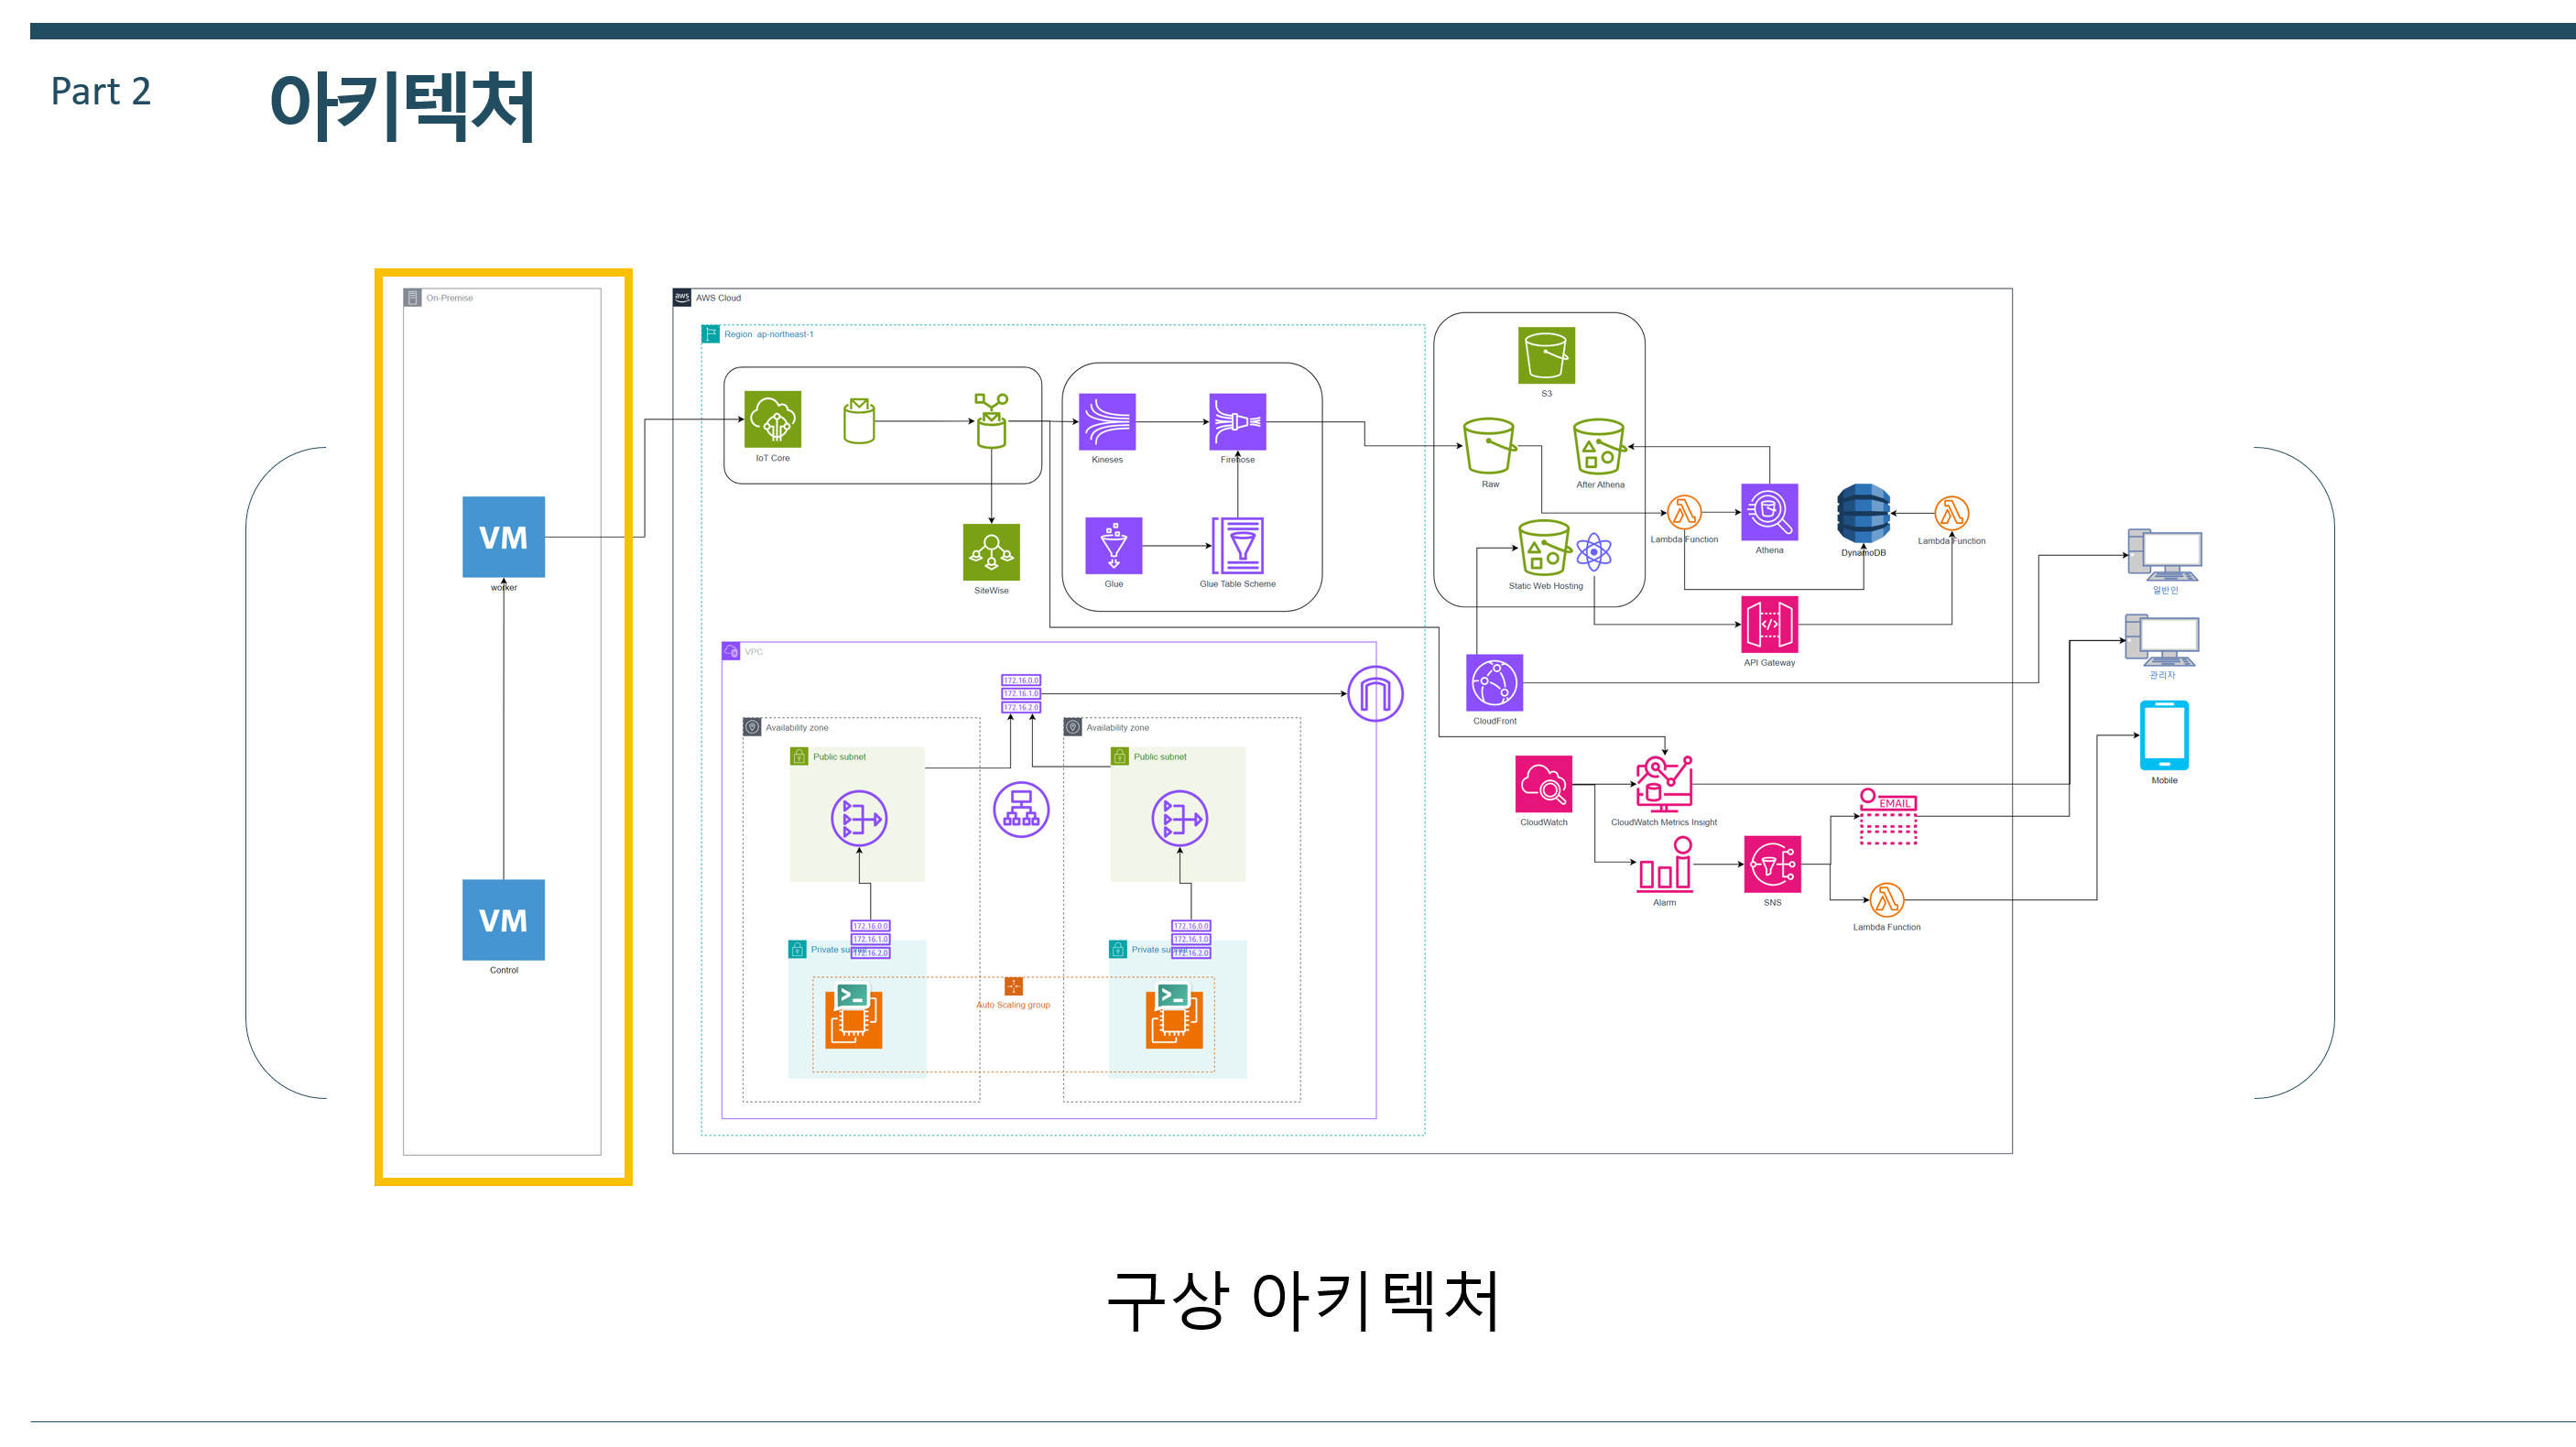 Part 2
아키텍처
On-Premise
VM
worker
VM
Control
aws
AWS Cloud
Region ap-northeast-1
IoT Core
SiteWise
Kineses
Firehose
Glue
Glue Table Scheme
S3
Raw
After Athena
Static Web Hosting
Lambda Function
Athena
DynamoDB
Lambda Function
API Gateway
CloudFront
CloudWatch
CloudWatch Metrics Insight
Alarm
SNS
EMAIL
Lambda Function
일반인
관리자
Mobile
VPC
172.16.0.0
172.16.1.0
172.16.2.0
Availability zone
Public subnet
172.16.0.0
172.16.1.0
172.16.2.0
Private subnet
Availability zone
Public subnet
172.16.0.0
172.16.1.0
172.16.2.0
Private subnet
Auto Scaling group
구상 아키텍처